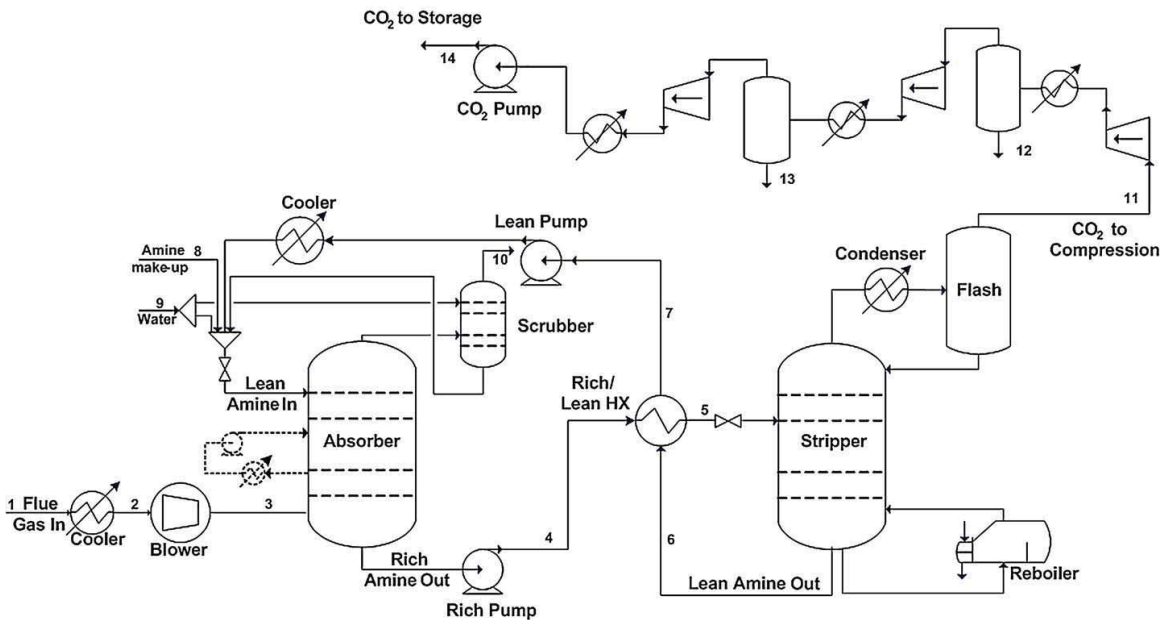 CO2 to Storage
14
CO2 Pump
13
12
11
CO2 to
Compression
Cooler
Lean Pump
10
Amine 8
make-up
9
Water
Scrubber
Condenser
Flash
7
Lean
Amine In
Rich/
Lean HX
5
Absorber
Stripper
1 Flue
Gas In
Cooler
2
Blower
3
4
6
Rich
Amine Out
Rich Pump
Lean Amine Out
Reboiler